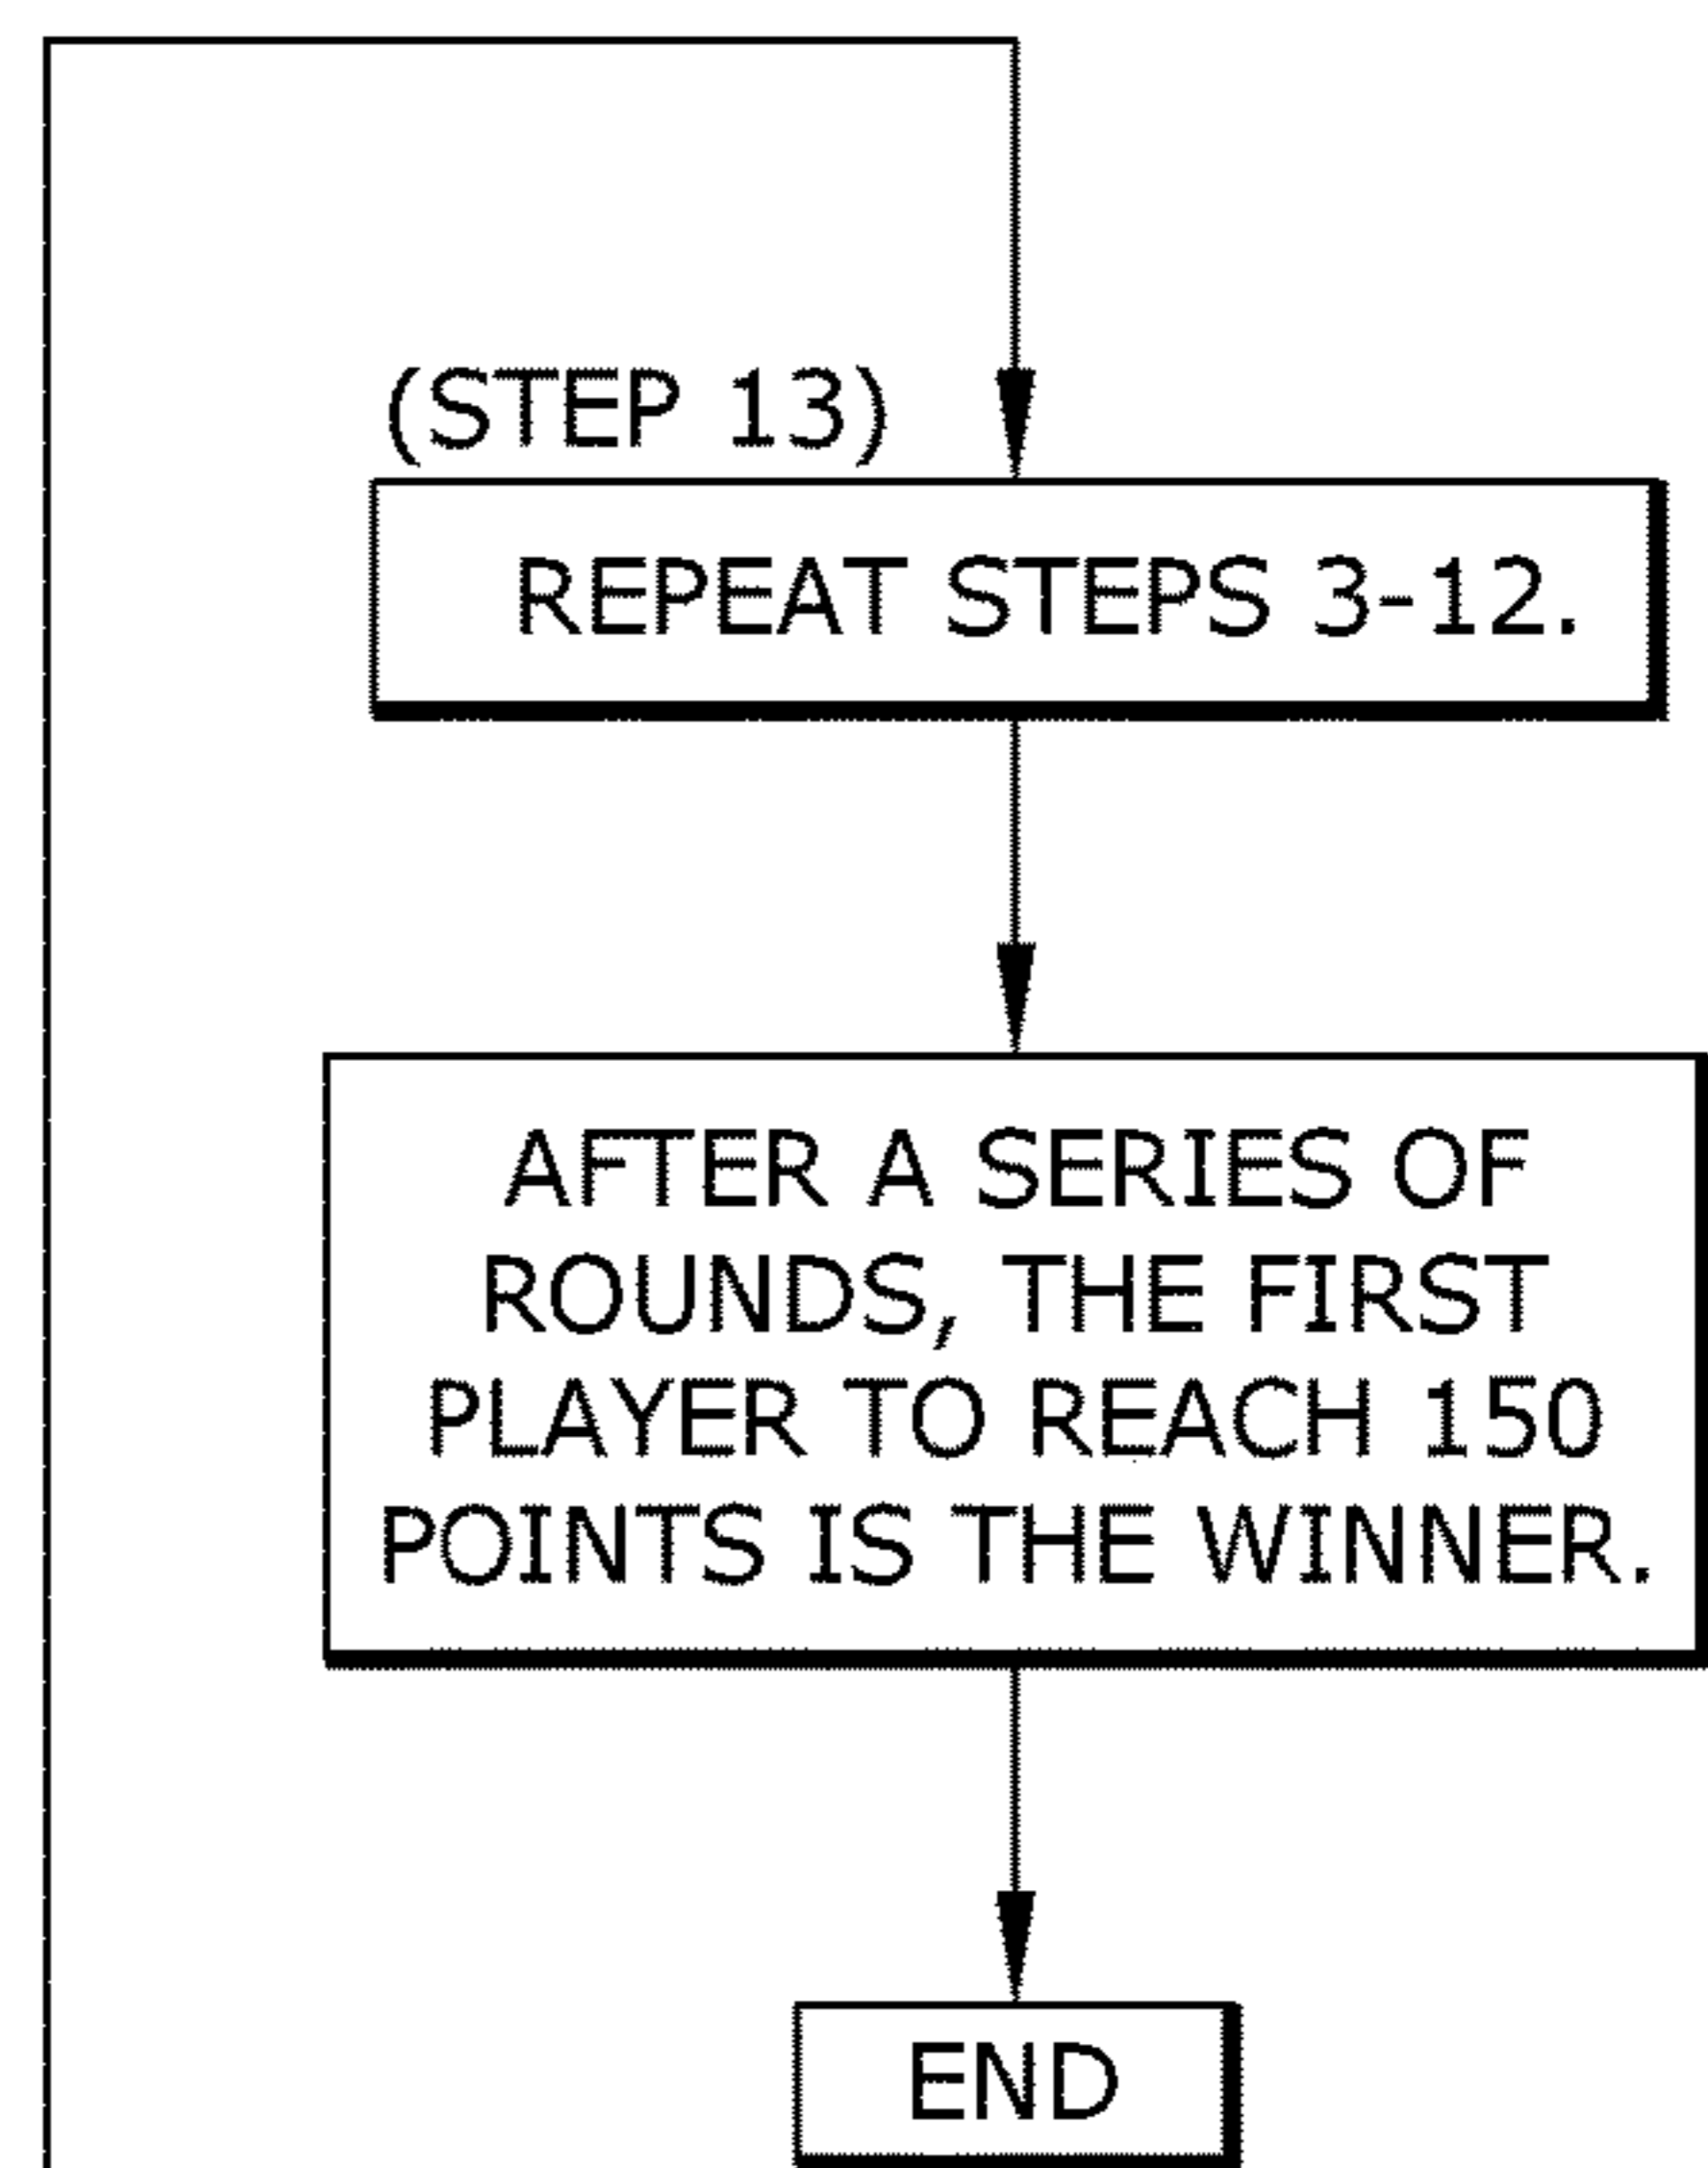 (STEP 13)
REPEAT STEPS 3-12.
AFTER A SERIES OF
ROUNDS, THE FIRST
PLAYER TO REACH 150
POINTS IS THE WINNER.
END